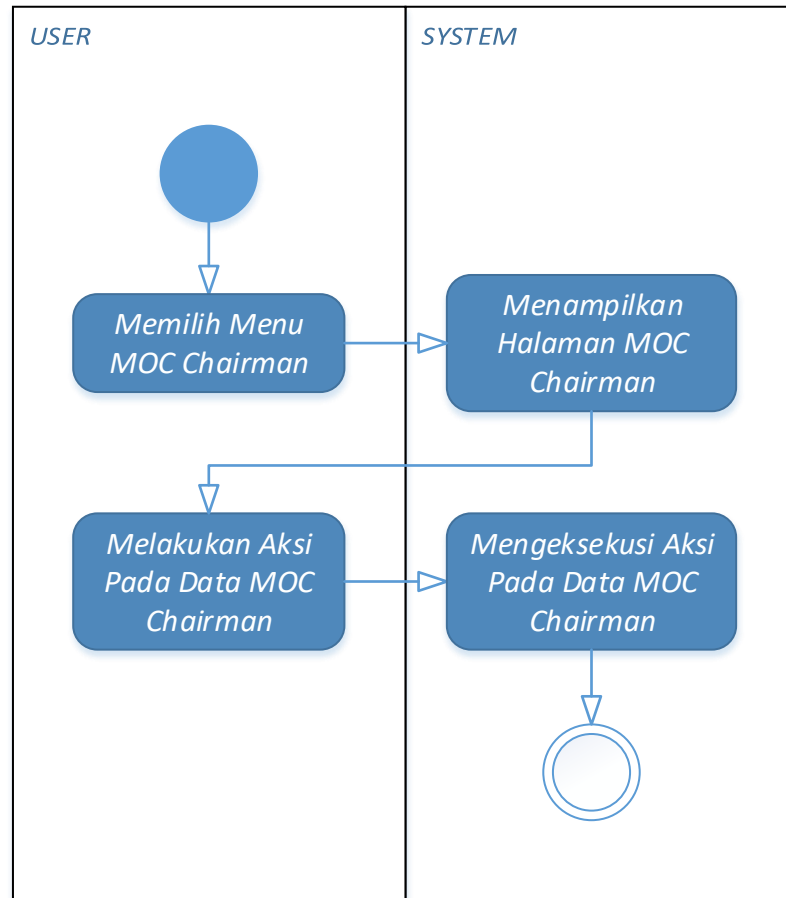 USER
SYSTEM
Memilih Menu
MOC Chairman
Menampilkan
Halaman MOC
Chairman
Melakukan Aksi
Pada Data MOC
Chairman
Mengeksekusi Aksi
Pada Data MOC
Chairman